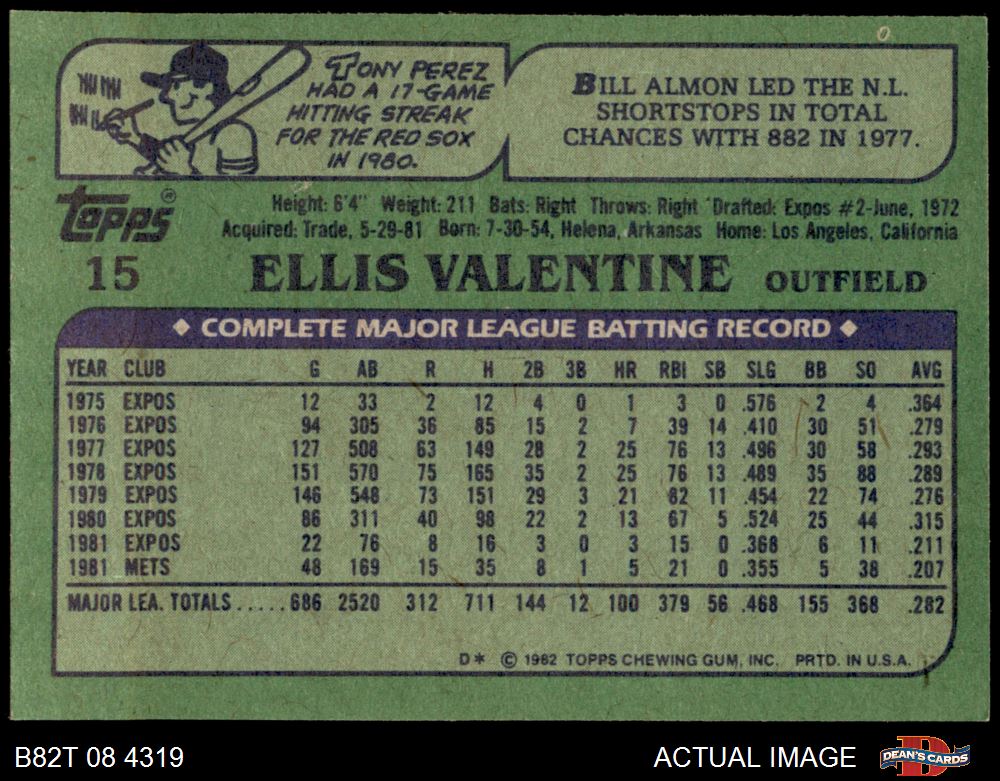 TONY PEREZ
HAD A 17-GAME
HITTING STREAK
FOR THE RED SOX
IN 1980.
BILL ALMON LED THE N.L.
SHORTSTOPS IN TOTAL
CHANCES WITH 882 IN 1977.
TOPPS®
Height: 6'4" Weight: 211 Bats: Right Throws: Right Drafted: Expos #2-June, 1972
Acquired: Trade, 5-29-81 Born: 7-30-54, Helena, Arkansas Home: Los Angeles, California
15 ELLIS VALENTINE OUTFIELD
◆ COMPLETE MAJOR LEAGUE BATTING RECORD ◆
YEAR CLUB G AB R H 2B 3B HR RBI SB SLG BB SO AVG
1975 EXPOS 12 33 2 12 4 0 1 3 0 .576 2 4 .364
1976 EXPOS 94 305 36 85 15 2 7 39 14 .410 30 51 .279
1977 EXPOS 127 508 63 149 28 2 25 76 13 .496 30 58 .293
1978 EXPOS 151 570 75 165 35 2 25 76 13 .489 35 88 .289
1979 EXPOS 146 548 73 151 29 3 21 82 11 .454 22 74 .276
1980 EXPOS 86 311 40 98 22 2 13 67 5 .524 25 44 .315
1981 EXPOS 22 76 8 16 3 0 3 15 0 .368 6 11 .211
1981 METS 48 169 15 35 8 1 5 21 0 .355 5 38 .207
MAJOR LEA. TOTALS.....686 2520 312 711 144 12 100 379 56 .468 155 368 .282
D* © 1982 TOPPS CHEWING GUM, INC. PRTD. IN U.S.A.
B82T 08 4319 ACTUAL IMAGE DEAN'S CARDS